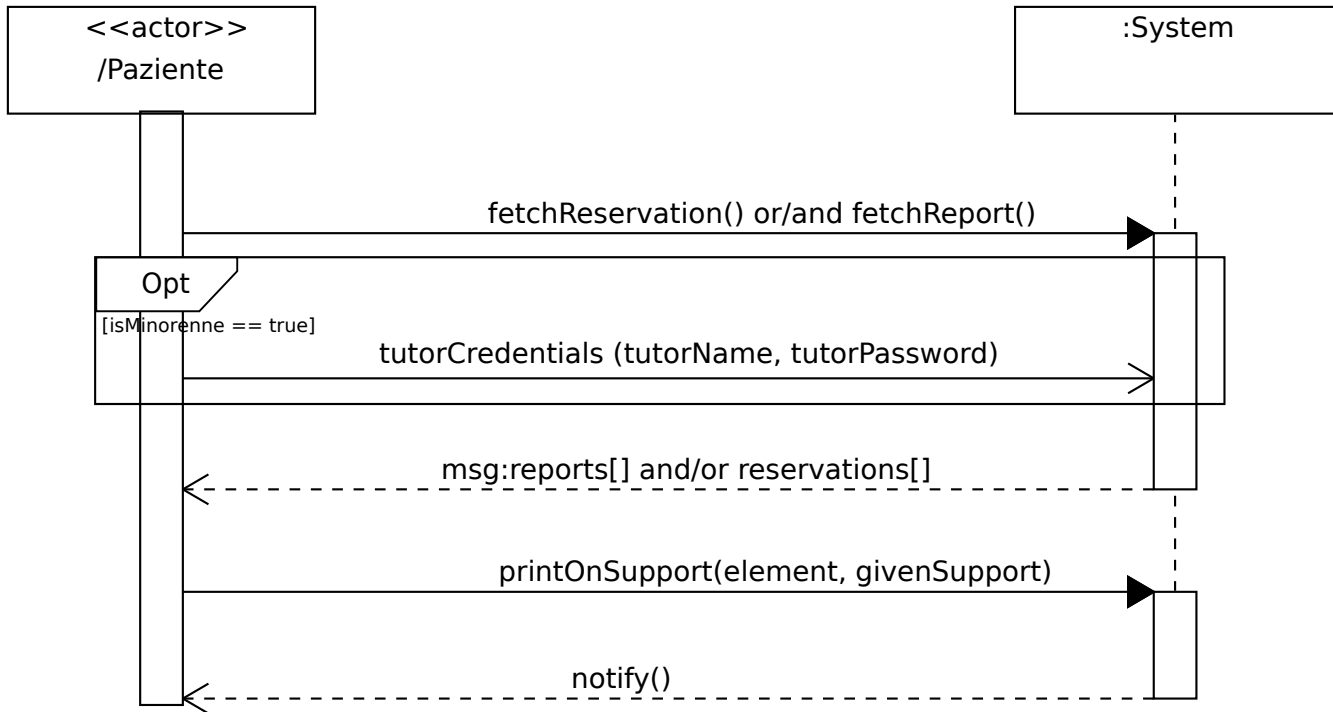 <<actor>>
/Paziente
:System
fetchReservation() or/and fetchReport()
Opt
[isMinorenne == true]
tutorCredentials (tutorName, tutorPassword)
msg:reports[] and/or reservations[]
printOnSupport(element, givenSupport)
notify()